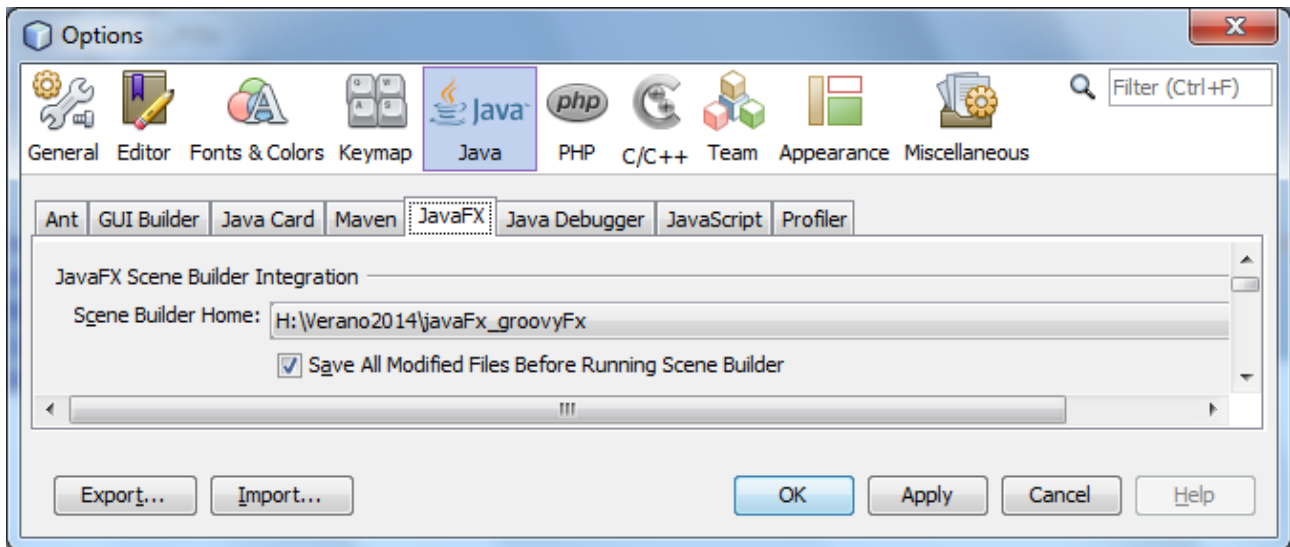 Options
Filter (Ctrl+F)
Q W
A S
Java
php
General Editor Fonts & Colors Keymap Java PHP C/C++ Team Appearance Miscellaneous
Ant GUI Builder Java Card Maven JavaFX Java Debugger JavaScript Profiler
JavaFX Scene Builder Integration
Scene Builder Home: H:\Verano2014\javaFx_groovyFx
Save All Modified Files Before Running Scene Builder
Export... Import... OK Apply Cancel Help